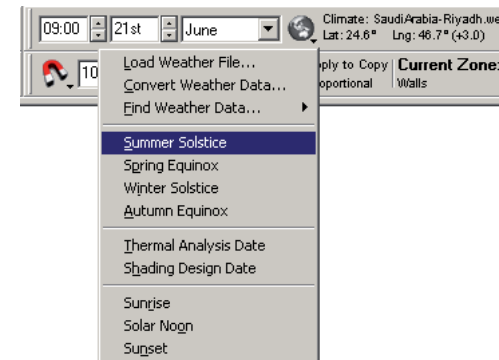 09:00 21st June Climate: SaudiArabia-Riyadh.we
Lat: 24.6° Lng: 46.7° (+3.0)
10
Load Weather File...
Convert Weather Data...
Find Weather Data...
Summer Solstice
Spring Equinox
Winter Solstice
Autumn Equinox
Thermal Analysis Date
Shading Design Date
Sunrise
Solar Noon
Sunset
ply to Copy Current Zone:
oportional Walls